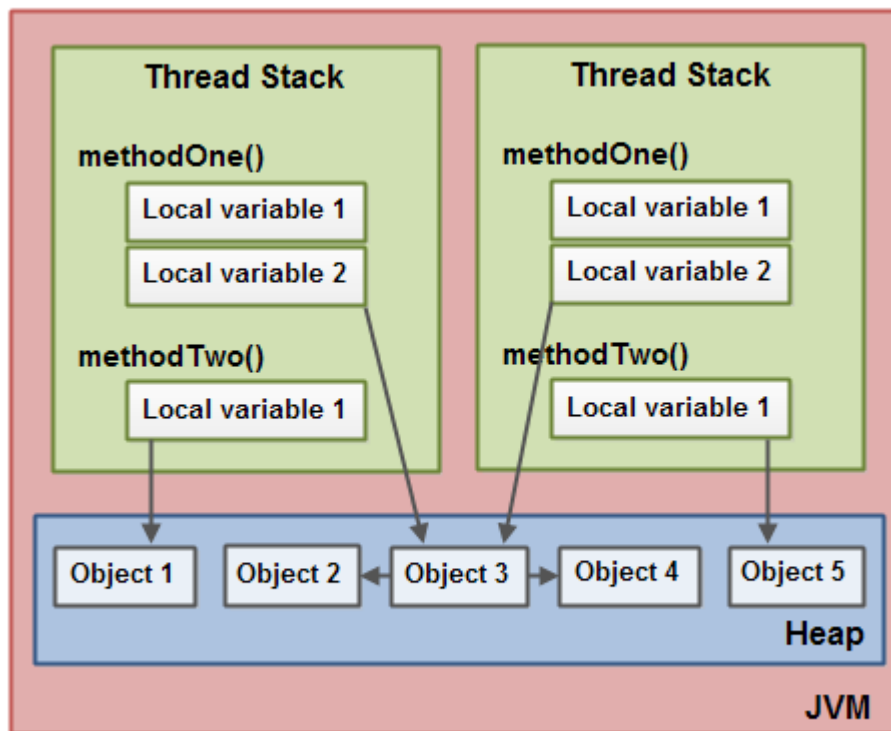 Thread Stack
methodOne()
Local variable 1
Local variable 2
methodTwo()
Local variable 1
Thread Stack
methodOne()
Local variable 1
Local variable 2
methodTwo()
Local variable 1
Object 1
Object 2
Object 3
Object 4
Object 5
Heap
JVM